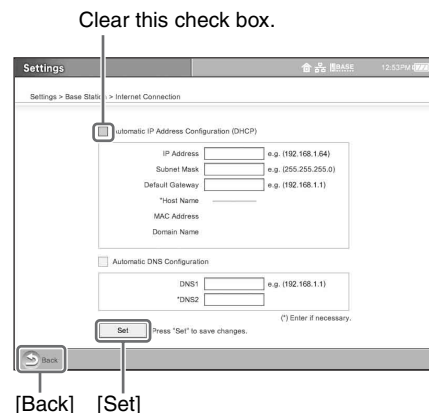 Clear this check box.
Settings
BASE 12:53PM
Settings > Base Station > Internet Connection
Automatic IP Address Configuration (DHCP)
IP Address e.g. (192.168.1.64)
Subnet Mask e.g. (255.255.255.0)
Default Gateway e.g. (192.168.1.1)
*Host Name
MAC Address
Domain Name
Automatic DNS Configuration
DNS1 e.g. (192.168.1.1)
*DNS2
(*) Enter if necessary.
Set Press "Set" to save changes.
Back
[Back] [Set]